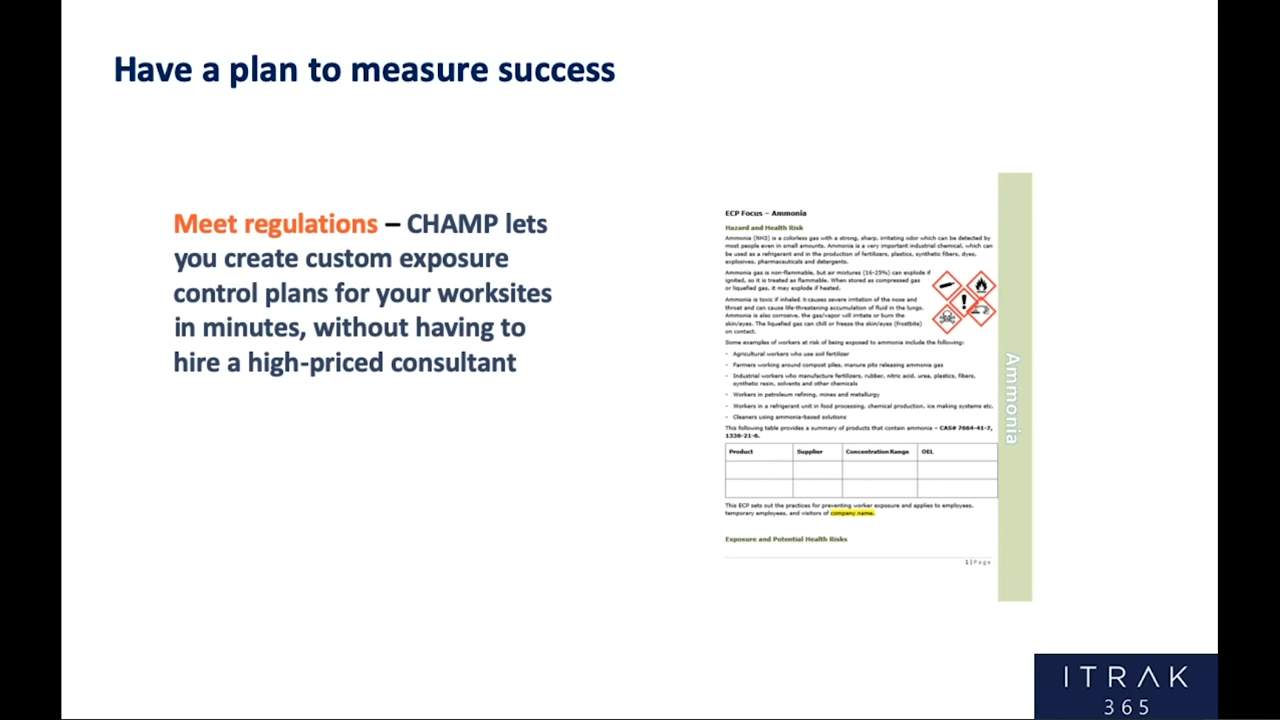 Have a plan to measure success
Meet regulations – CHAMP lets
you create custom exposure
control plans for your worksites
in minutes, without having to
hire a high-priced consultant
ECP Focus – Ammonia
Hazard and Health Risk
Ammonia (NH3) is a colorless gas with a strong, sharp, irritating odor which can be detected by
most people even in small amounts. Ammonia is a very important industrial chemical, which can
be used as a refrigerant and in the production of fertilizers, plastics, synthetic fibers, dyes,
explosives, pharmaceuticals and detergents.
Ammonia gas is non-flammable, but air mixtures (16-25%) can explode if
ignited, so it is treated as flammable. When stored as compressed gas
or liquefied gas, it may explode if heated.
Ammonia is toxic if inhaled. It causes severe irritation of the nose and
throat and can cause life-threatening accumulation of fluid in the lungs.
Ammonia is also corrosive, the gas/vapor will irritate or burn the
skin/eyes. The liquefied gas can chill or freeze the skin/eyes (frostbite)
on contact.
Some examples of workers at risk of being exposed to ammonia include the following:
- Agricultural workers who use soil fertilizer
- Farmers working around compost piles, manure pits releasing ammonia gas
- Industrial workers who manufacture fertilizers, rubber, nitric acid, urea, plastics, fibers,
synthetic resin, solvents and other chemicals
- Workers in petroleum refining, mines and metallurgy
- Workers in a refrigerant unit in food processing, chemical production, ice making systems etc.
- Cleaners using ammonia-based solutions
This following table provides a summary of products that contain ammonia – CAS# 7664-41-7,
1336-21-6.
Product Supplier Concentration Range OEL
This ECP sets out the practices for preventing worker exposure and applies to employees,
temporary employees, and visitors of company name.
Exposure and Potential Health Risks
1 | Page
Ammonia
ITRAK
365